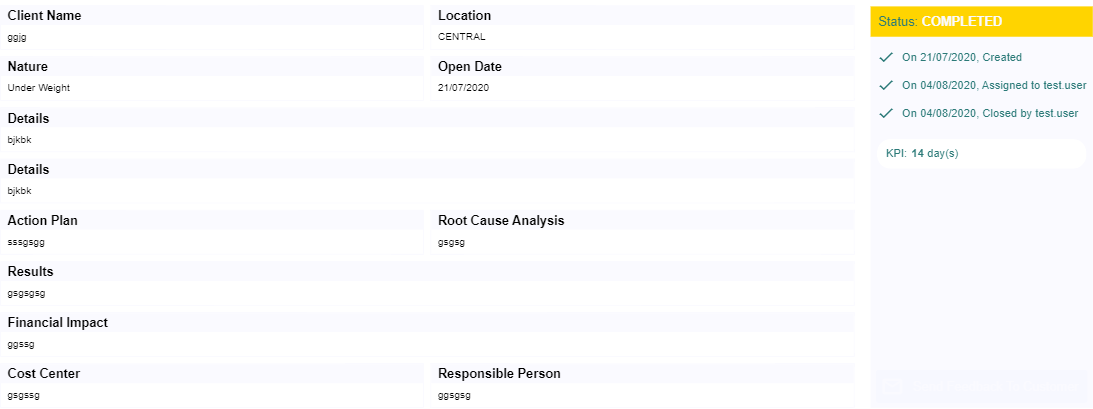 Client Name
ggjg
Location
CENTRAL
Nature
Under Weight
Open Date
21/07/2020
Details
bjkbk
Details
bjkbk
Action Plan
sssgsgg
Root Cause Analysis
gsgsg
Results
gsgsgsg
Financial Impact
ggssg
Cost Center
gsgssg
Responsible Person
ggsgsg
Status: COMPLETED
On 21/07/2020, Created
On 04/08/2020, Assigned to test.user
On 04/08/2020, Closed by test.user
KPI: 14 day(s)